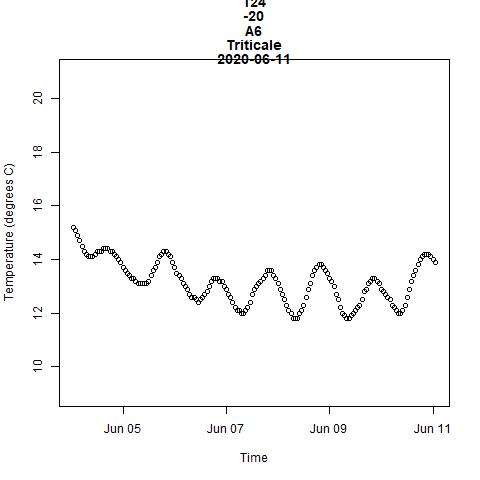 124
-20
A6
Triticale
2020-06-11
Temperature (degrees C)
20
18
16
14
12
10
Jun 05
Jun 07
Jun 09
Jun 11
Time